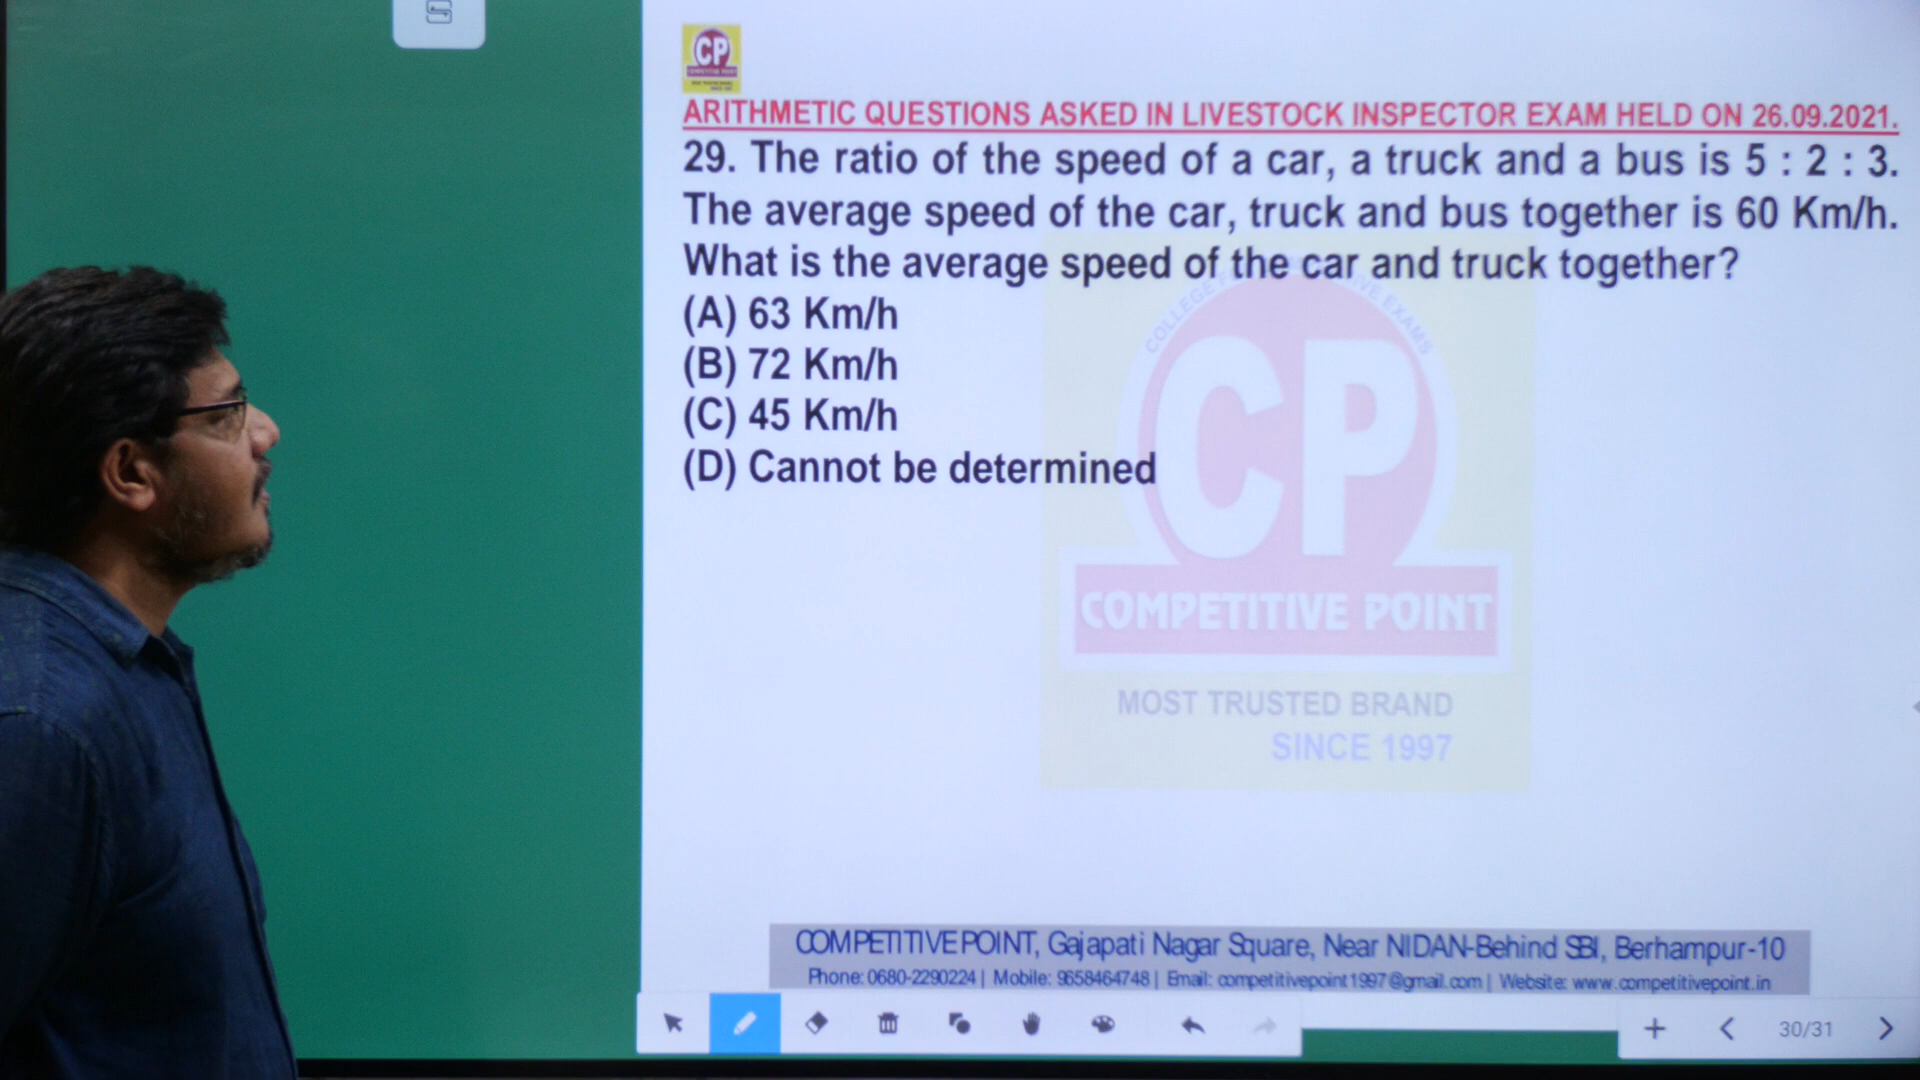 CP
ARITHMETIC QUESTIONS ASKED IN LIVESTOCK INSPECTOR EXAM HELD ON 26.09.2021.
29. The ratio of the speed of a car, a truck and a bus is 5 : 2 : 3.
The average speed of the car, truck and bus together is 60 Km/h.
What is the average speed of the car and truck together?
(A) 63 Km/h
(B) 72 Km/h
(C) 45 Km/h
(D) Cannot be determined
CP
COMPETITIVE POINT
MOST TRUSTED BRAND
SINCE 1997
COMPETITIVE POINT, Gajapati Nagar Square, Near NIDAN-Behind SBI, Berhampur-10
Phone: 0680-2290224 | Mobile: 9658464748 | Email: competitivepoint1997@gmail.com | Website: www.competitivepoint.in
30/31